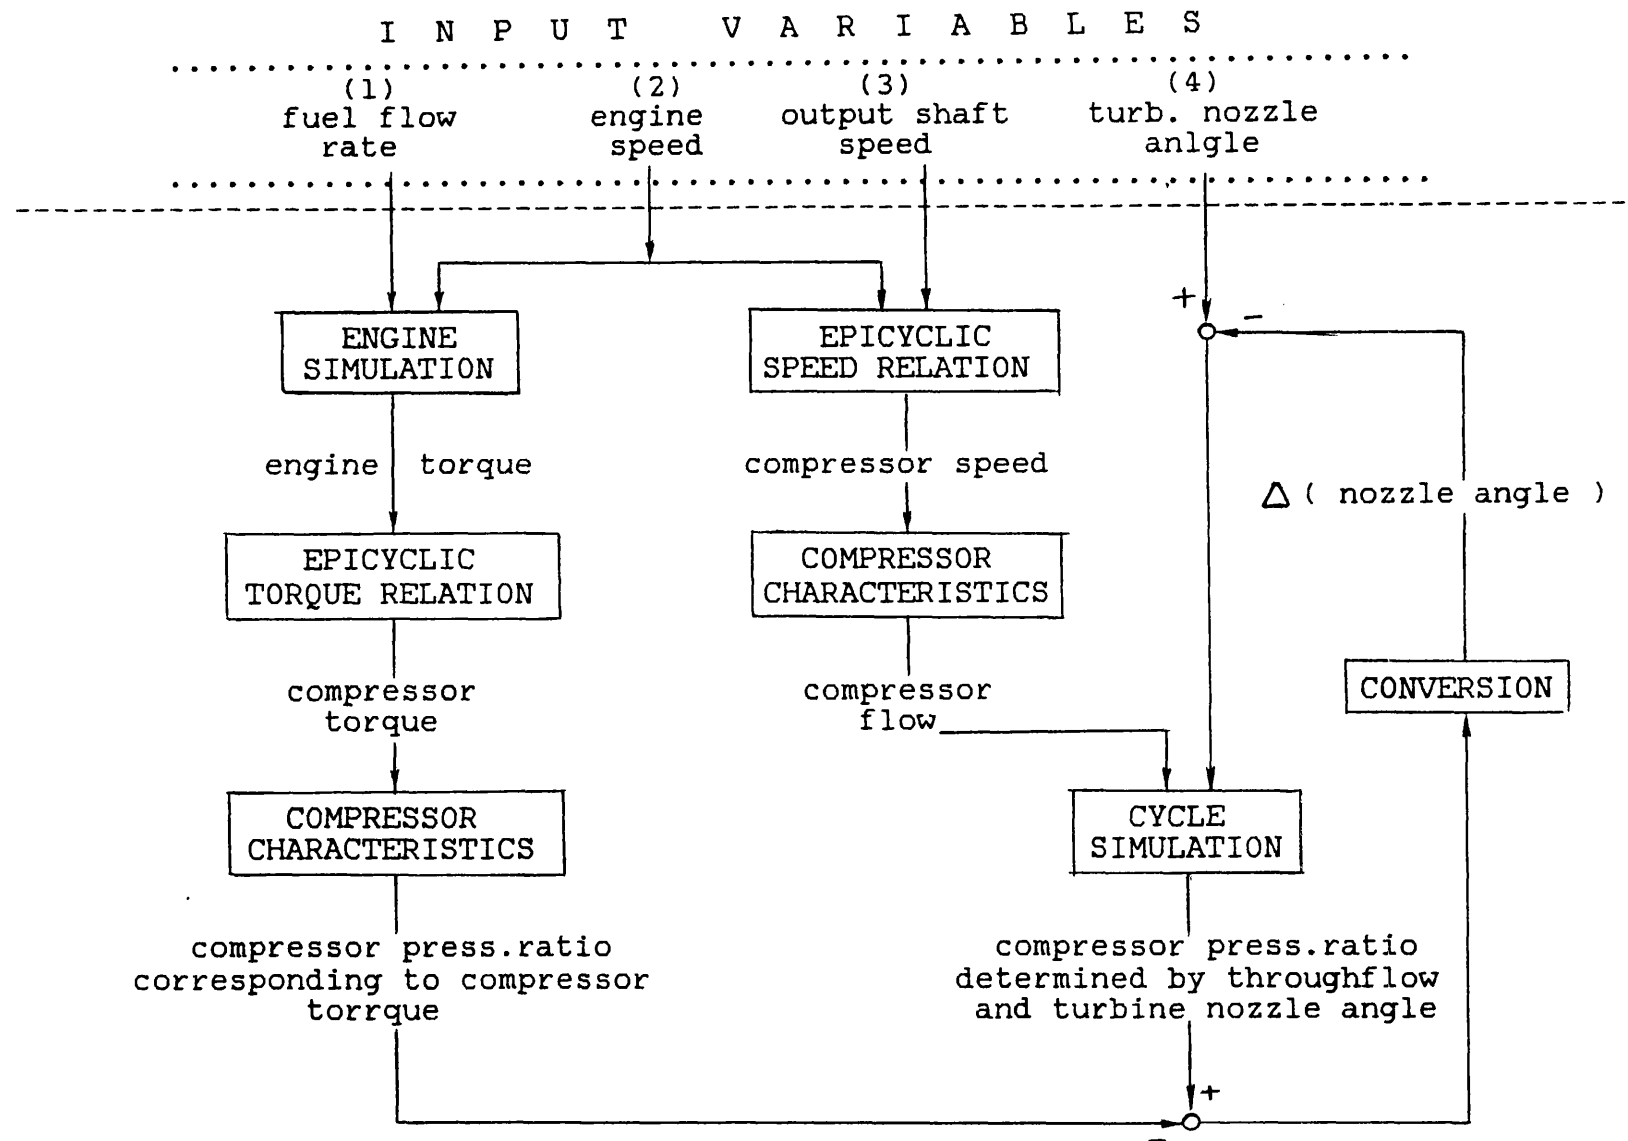 INPUT VARIABLES
(1) (2) (3) (4)
fuel flow engine output shaft turb. nozzle
rate speed speed anlgle
+
-
ENGINE
SIMULATION
EPICYCLIC
SPEED RELATION
engine torque
compressor speed
Δ ( nozzle angle )
EPICYCLIC
TORQUE RELATION
COMPRESSOR
CHARACTERISTICS
compressor
torque
compressor
flow
CONVERSION
COMPRESSOR
CHARACTERISTICS
CYCLE
SIMULATION
compressor press.ratio
corresponding to compressor
torrque
compressor press.ratio
determined by throughflow
and turbine nozzle angle
+
-